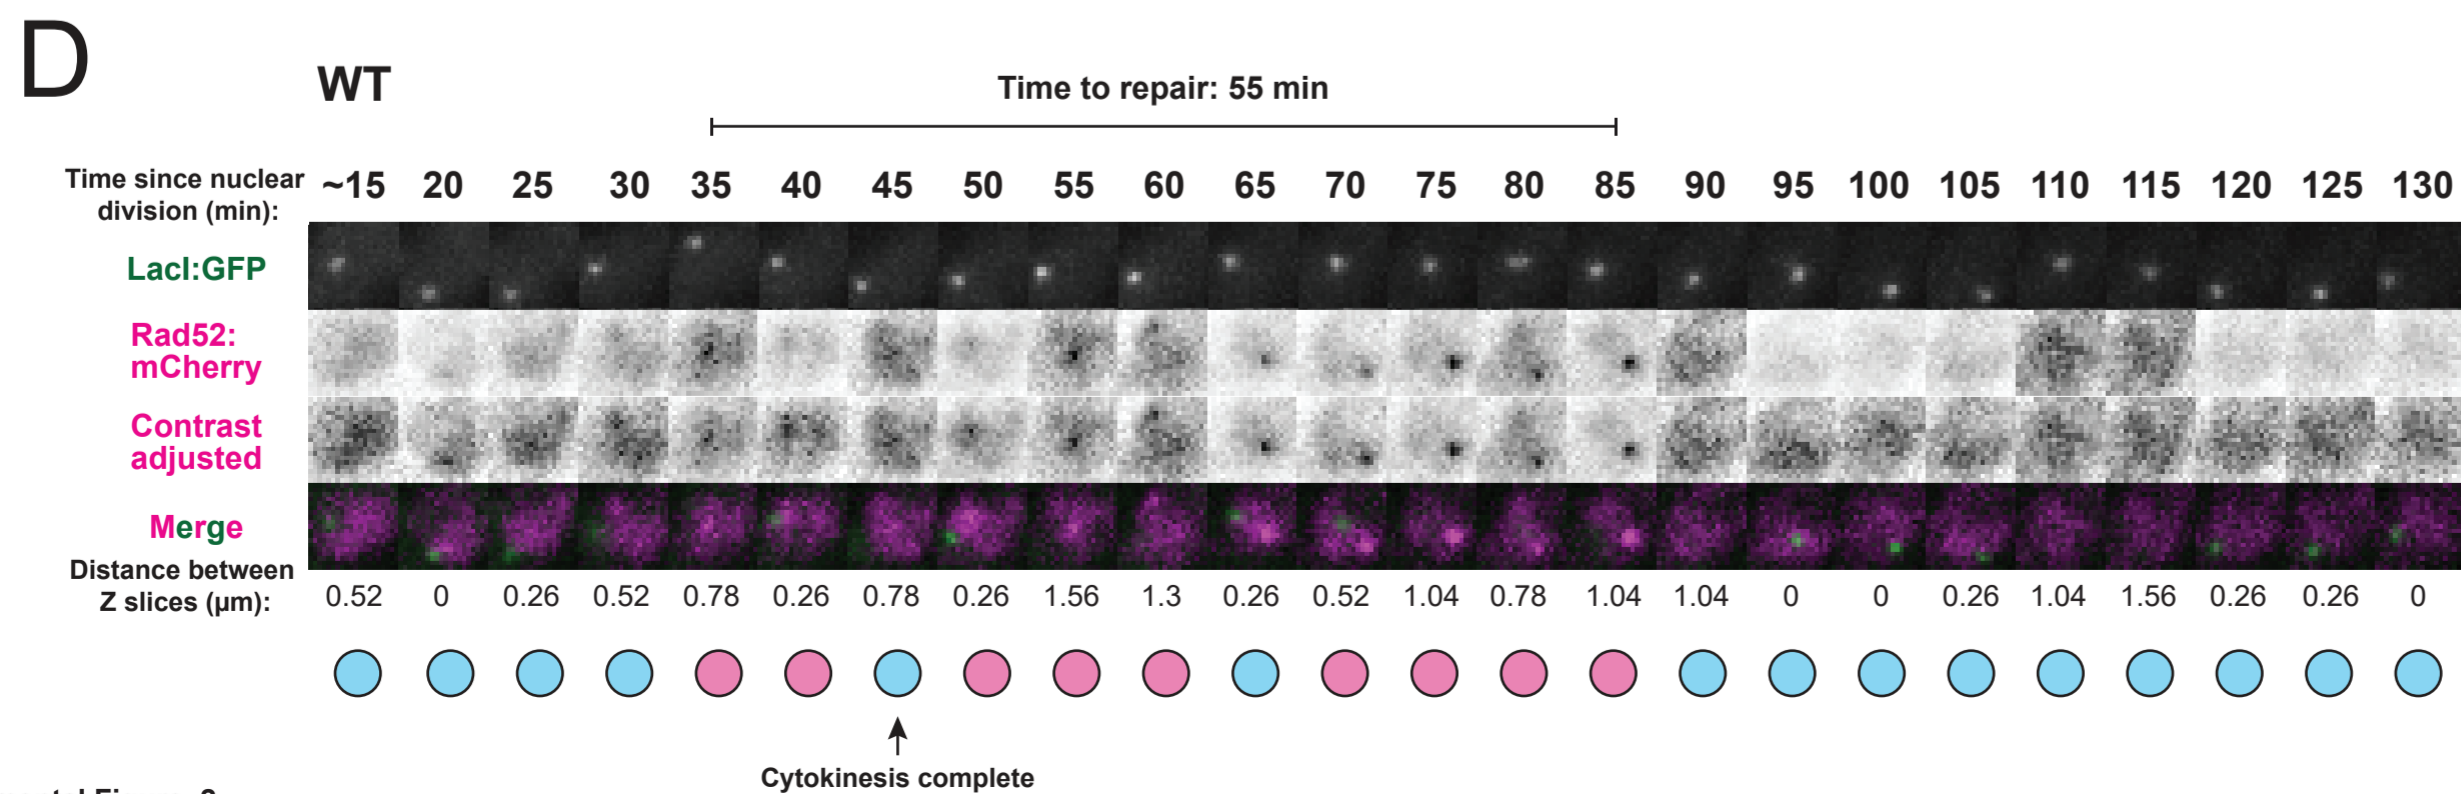 D
WT
Time to repair: 55 min
Time since nuclear
division (min):
~15 20 25 30 35 40 45 50 55 60 65 70 75 80 85 90 95 100 105 110 115 120 125 130
LacI:GFP
Rad52:
mCherry
Contrast
adjusted
Merge
Distance between
Z slices (µm):
0.52 0 0.26 0.52 0.78 0.26 0.78 0.26 1.56 1.3 0.26 0.52 1.04 0.78 1.04 1.04 0 0 0.26 1.04 1.56 0.26 0.26 0
Cytokinesis complete